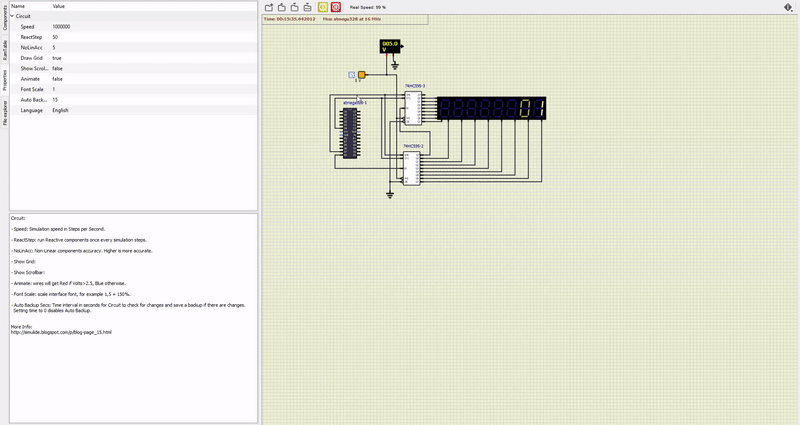 Components
RamTable
Properties
File explorer
Name Value
Circuit
Speed 1000000
ReactStep 50
NoLinAcc 5
Draw Grid true
Show Scrol... false
Animate false
Font Scale 1
Auto Back... 15
Language English
Circuit:
- Speed: Simulation speed in Steps per Second.
- ReactStep: run Reactive components once every simulation steps.
- NoLinAcc: Non-Linear components accuracy. Higher is more accurate.
- Show Grid:
- Show Scrollbar:
- Animate: wires will get Red if Volts>2.5, Blue otherwise.
- Font Scale: scale interface font, for example 1,5 = 150%.
- Auto Backup Secs: Time interval in seconds for Circuit to check for changes and save a backup if there are changes.
Setting time to 0 disables Auto Backup.
More Info:
http://simulide.blogspot.com/p/blog-page_15.html
Real Speed: 99 %
Time: 00:15:35.442012 Mcu: atmega328 at 16 MHz
V
5 V
74HC595-3
74HC595-2
01